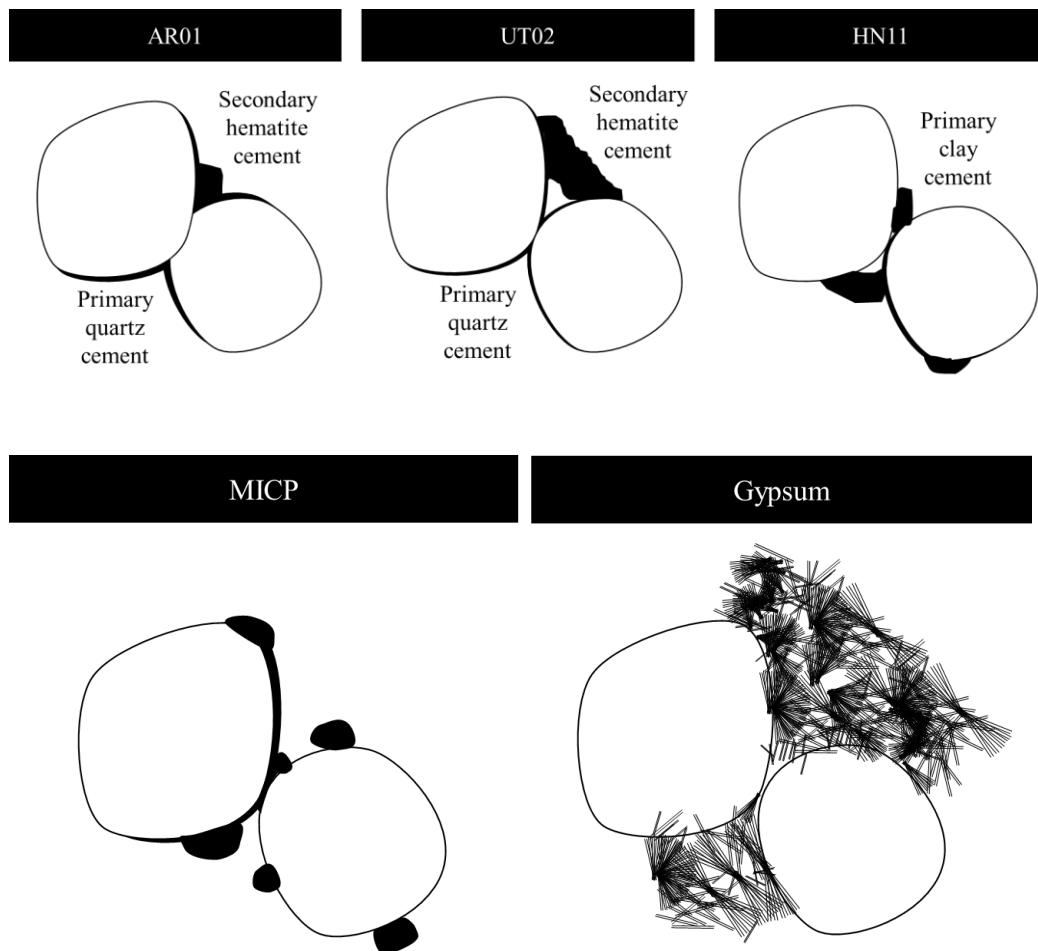 AR01
Secondary
hematite
cement
Primary
quartz
cement
UT02
Secondary
hematite
cement
Primary
quartz
cement
HN11
Primary
clay
cement
MICP
Gypsum